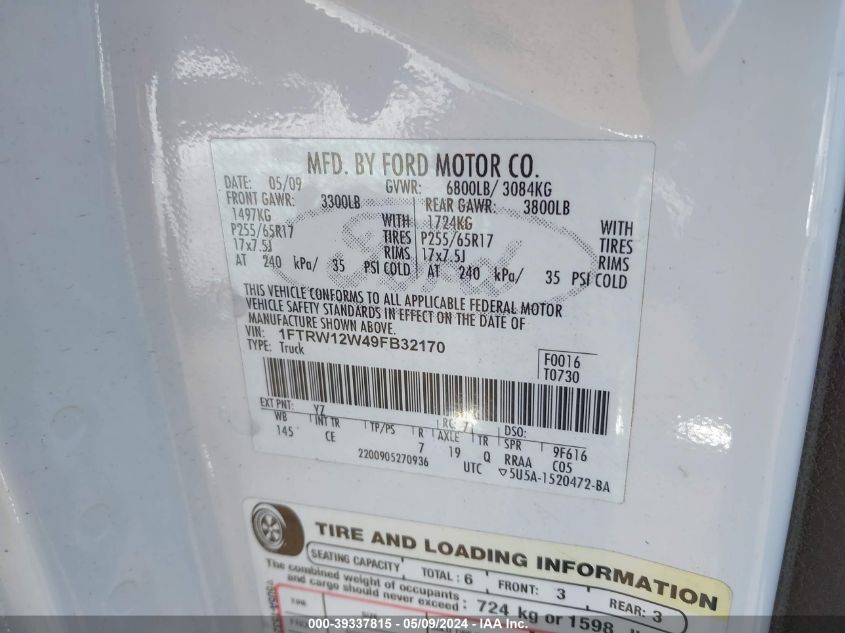 MFD. BY FORD MOTOR CO.
DATE: 05/09 GVWR: 6800LB/ 3084KG
FRONT GAWR: 3300LB REAR GAWR: 3800LB
1497KG WITH 1724KG WITH
P255/65R17 TIRES P255/65R17 TIRES
17x7.5J RIMS 17x7.5J RIMS
AT 240 kPa/ 35 PSI COLD AT 240 kPa/ 35 PSI COLD
Ford
THIS VEHICLE CONFORMS TO ALL APPLICABLE FEDERAL MOTOR
VEHICLE SAFETY STANDARDS IN EFFECT ON THE DATE OF
MANUFACTURE SHOWN ABOVE.
VIN: 1FTRW12W49FB32170
TYPE: Truck
F0016
T0730
EXT PNT: YZ RC: 7 DSO:
WB INT TR TP/PS R AXLE TR SPR 9F616
145 CE 7 19 Q RRAA C05
2200905270936 UTC ▽5U5A-1520472-BA
TIRE AND LOADING INFORMATION
SEATING CAPACITY TOTAL: 6 FRONT: 3 REAR: 3
The combined weight of occupants
and cargo should never exceed: 724 kg or 1598
000-39337815 - 05/09/2024 - IAA Inc.